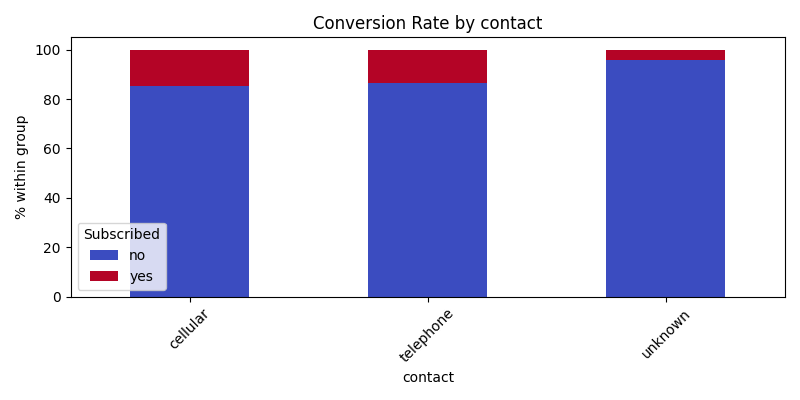 Conversion Rate by contact
% within group
100
80
60
40
20
0
Subscribed
no
yes
cellular
telephone
unknown
contact